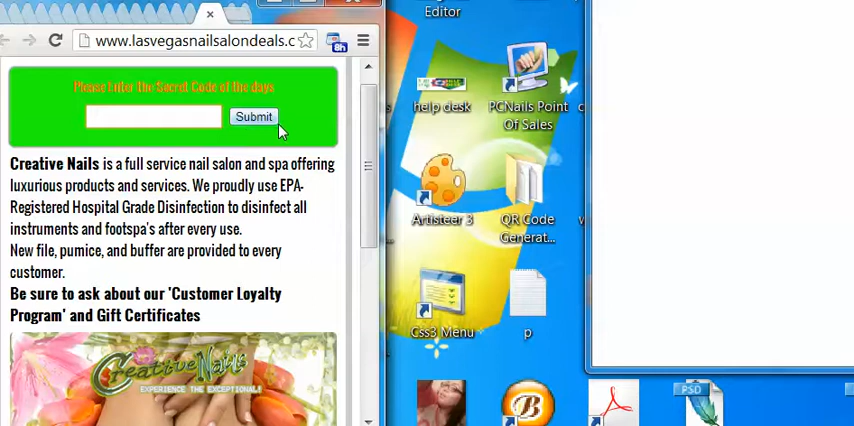 www.lasvegasnailsalondeals.c
8h
Please Enter the Secret Code of the days
Submit
Creative Nails is a full service nail salon and spa offering
luxurious products and services. We proudly use EPA-
Registered Hospital Grade Disinfection to disinfect all
instruments and footspa's after every use.
New file, pumice, and buffer are provided to every
customer.
Be sure to ask about our 'Customer Loyalty
Program' and Gift Certificates
CreativeNails
EXPERIENCE THE EXCEPTIONAL!
Editor
help desk
PCNails Point
Of Sales
Artisteer 3
QR Code
Generat...
Css3 Menu
p
B
PSD